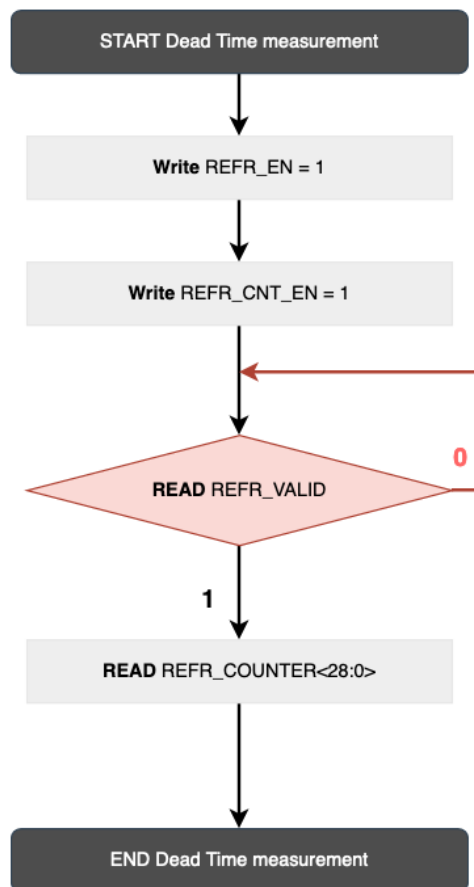 START Dead Time measurement
Write REFR_EN = 1
Write REFR_CNT_EN = 1
0
READ REFR_VALID
1
READ REFR_COUNTER<28:0>
END Dead Time measurement